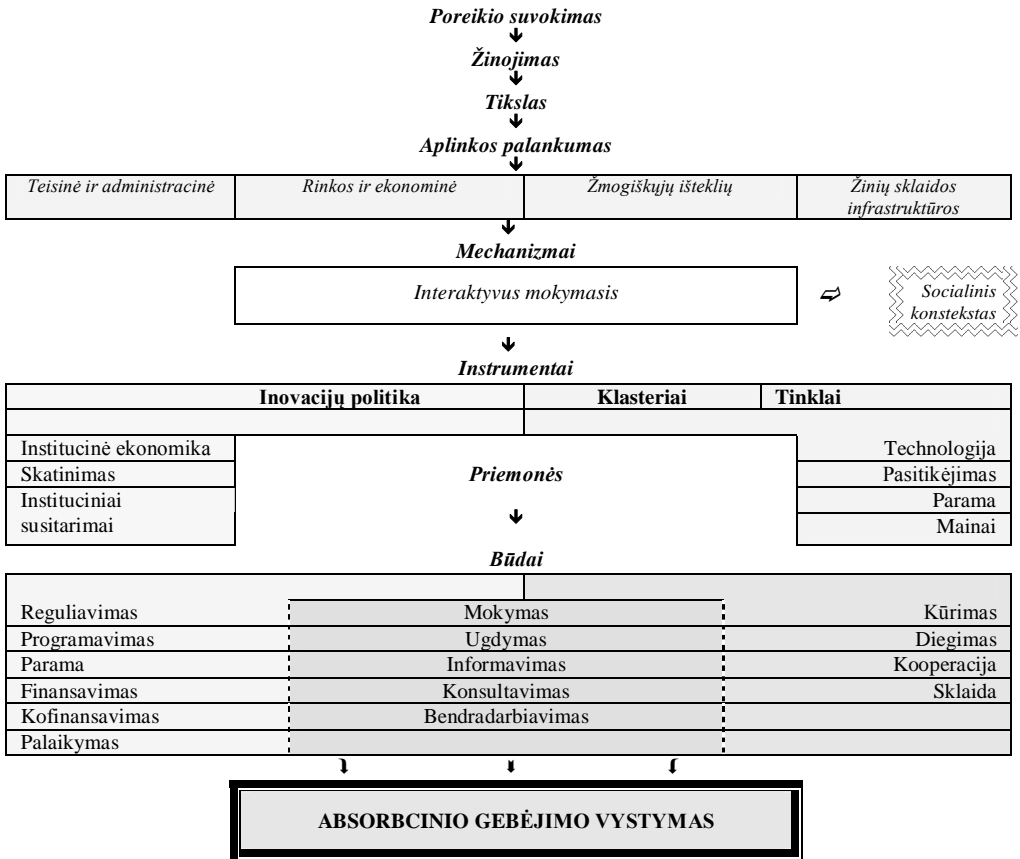 Poreikio suvokimas
Žinojimas
Tikslas
Aplinkos palankumas
Teisinė ir administracinė
Rinkos ir ekonominė
Žmogiškųjų išteklių
Žinių sklaidos
infrastruktūros
Mechanizmai
Interaktyvus mokymasis
Socialinis
konstekstas
Instrumentai
Inovacijų politika
Klasteriai
Tinklai
Institucinė ekonomika
Skatinimas
Instituciniai
susitarimai
Priemonės
Technologija
Pasitikėjimas
Parama
Mainai
Būdai
Reguliavimas
Programavimas
Parama
Finansavimas
Kofinansavimas
Palaikymas
Mokymas
Ugdymas
Informavimas
Konsultavimas
Bendradarbiavimas
Kūrimas
Diegimas
Kooperacija
Sklaida
ABSORBCINIO GEBĖJIMO VYSTYMAS